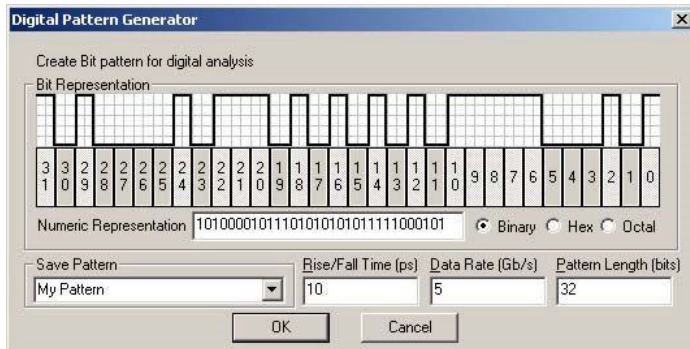 Digital Pattern Generator
Create Bit pattern for digital analysis
Bit Representation
31 30 29 28 27 26 25 24 23 22 21 20 19 18 17 16 15 14 13 12 11 10 9 8 7 6 5 4 3 2 1 0
Numeric Representation 10100001011101010101011111000101 Binary Hex Octal
Save Pattern Rise/Fall Time (ps) Data Rate (Gb/s) Pattern Length (bits)
My Pattern 10 5 32
OK Cancel